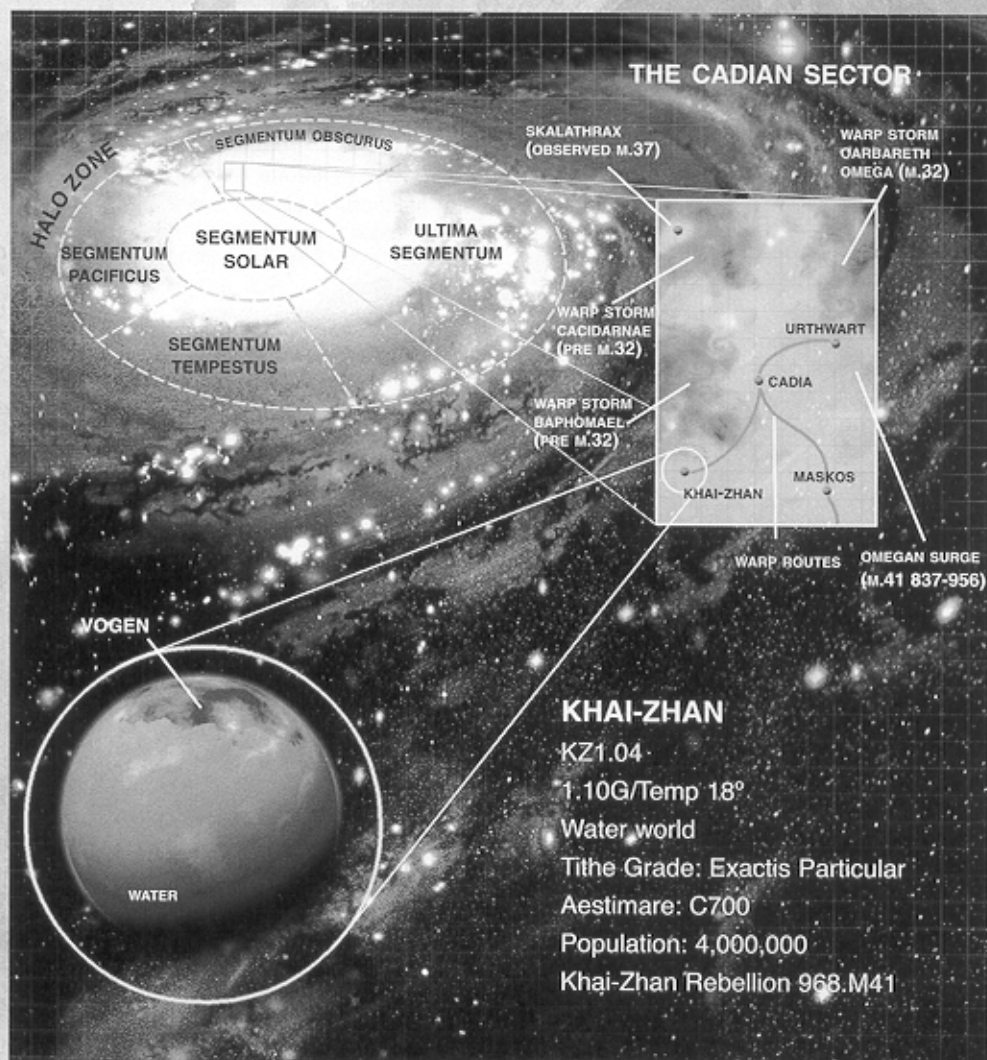 THE CADIAN SECTOR
SKALATHRAX
(OBSERVED M.37)
WARP STORM
OARBARETH
OMEGA (M.32)
HALO ZONE
SEGMENTUM OBSCURUS
SEGMENTUM
PACIFICUS
SEGMENTUM
SOLAR
ULTIMA
SEGMENTUM
SEGMENTUM
TEMPESTUS
WARP STORM
CACIDARNAE
(PRE M.32)
URTHWART
CADIA
WARP STORM
BAPHOMAEL
(PRE M.32)
KHAI-ZHAN
MASKOS
WARP ROUTES
OMEGAN SURGE
(M.41 837-956)
VOGEN
WATER
KHAI-ZHAN
KZ1.04
1.10G/Temp 18º
Water world
Tithe Grade: Exactis Particular
Aestimare: C700
Population: 4,000,000
Khai-Zhan Rebellion 968.M41